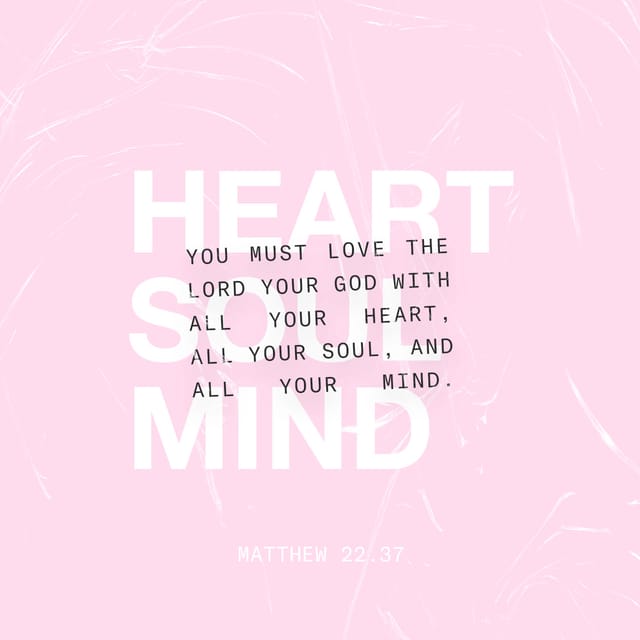 HEART
YOU MUST LOVE THE
LORD YOUR GOD WITH
SOUL
ALL YOUR HEART,
ALL YOUR SOUL, AND
ALL YOUR MIND.
MIND
MATTHEW 22.37